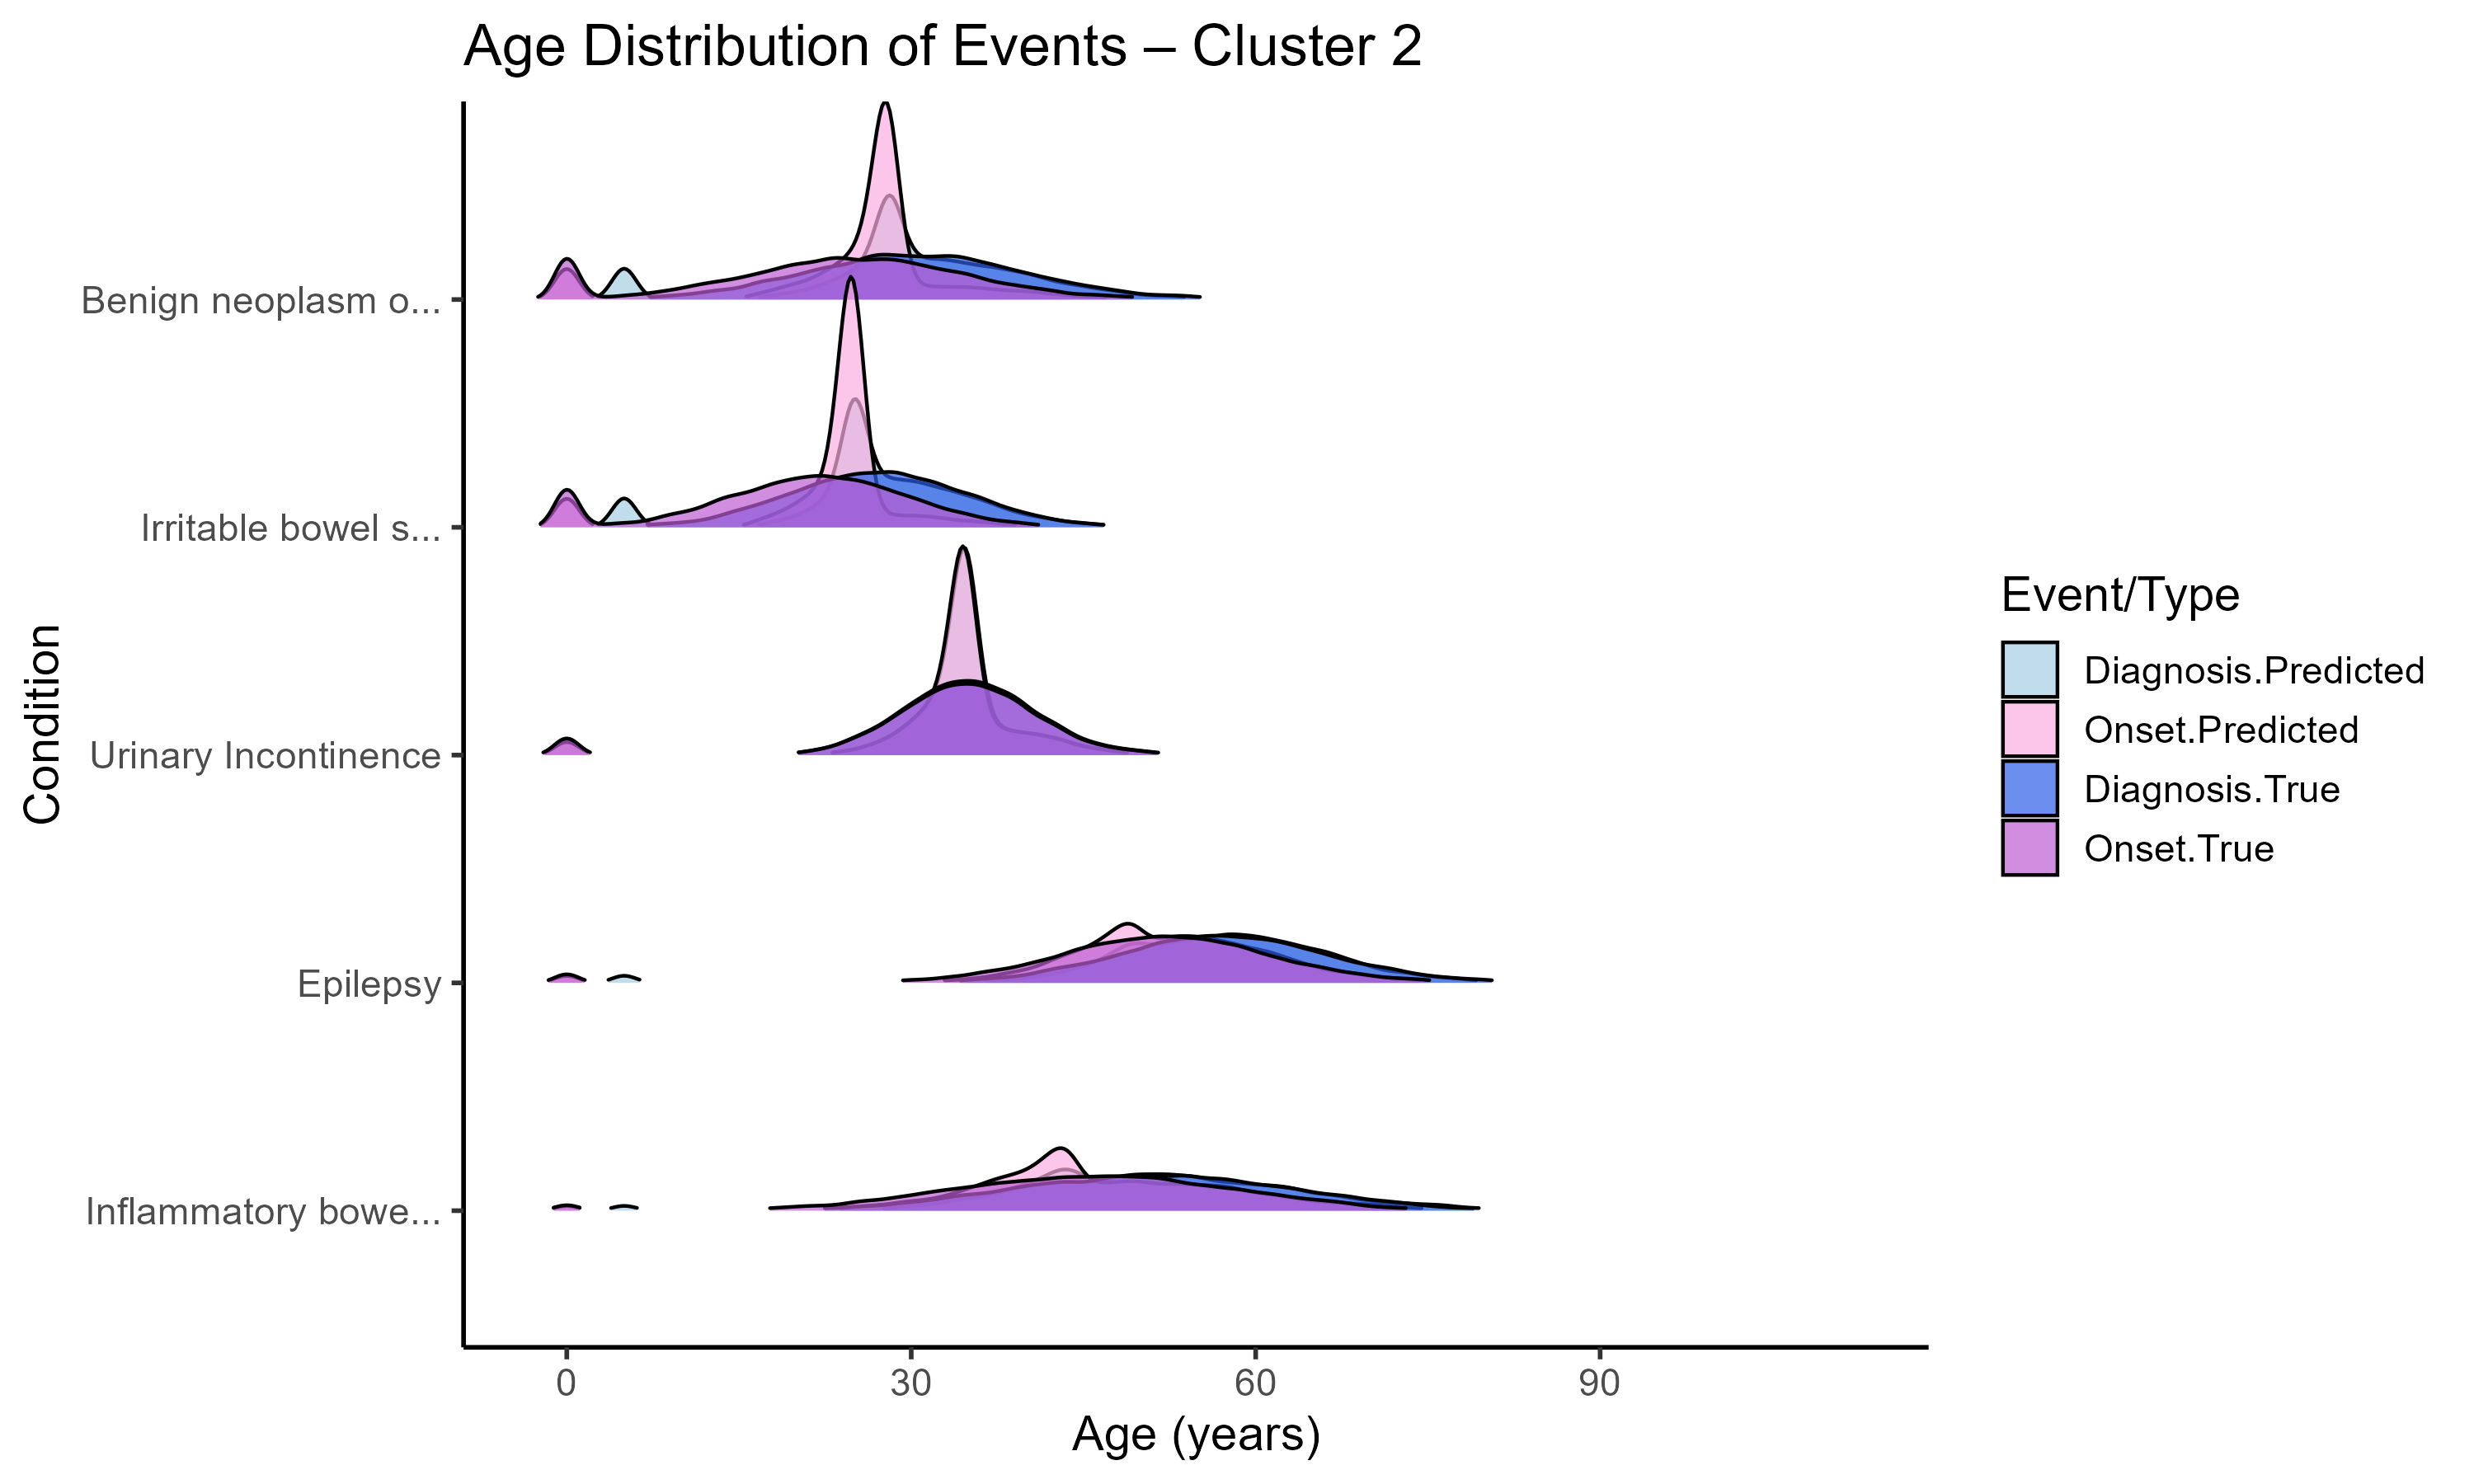 Age Distribution of Events – Cluster 2
Condition
Benign neoplasm o...
Irritable bowel s...
Urinary Incontinence
Epilepsy
Inflammatory bowe...
0
30
60
90
Age (years)
Event/Type
Diagnosis.Predicted
Onset.Predicted
Diagnosis.True
Onset.True